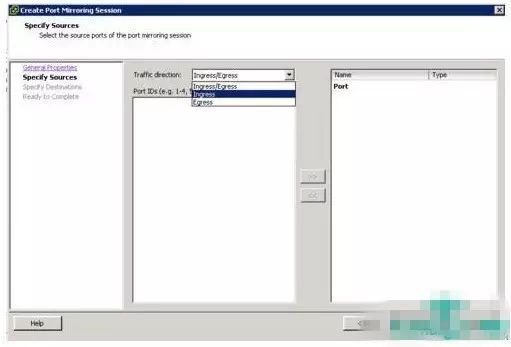 Create Port Mirroring Session
Specify Sources
Select the source ports of the port mirroring session
General Properties
Specify Sources
Specify Destinations
Ready to Complete
Traffic direction: Ingress/Egress
Ingress/Egress
Ingress
Egress
Port IDs (e.g. 1-4,
>>
<<
Name Type
Port
Help